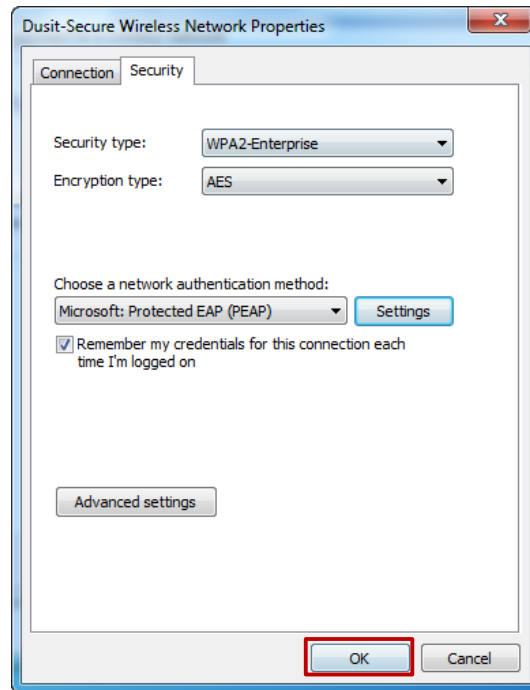 Dusit-Secure Wireless Network Properties
Connection
Security
Security type:
WPA2-Enterprise
Encryption type:
AES
Choose a network authentication method:
Microsoft: Protected EAP (PEAP)
Settings
Remember my credentials for this connection each
time I'm logged on
Advanced settings
OK
Cancel